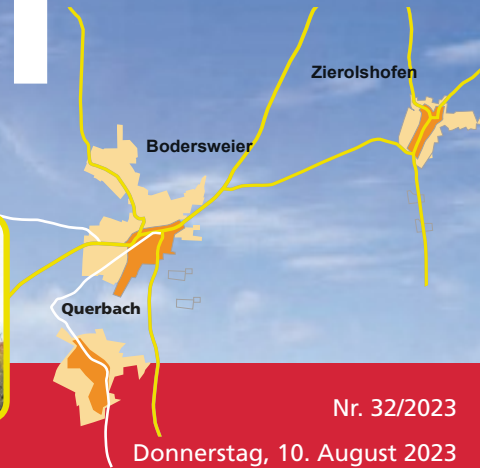 Zierolshofen
Bodersweier
Querbach
Nr. 32/2023
Donnerstag, 10. August 2023